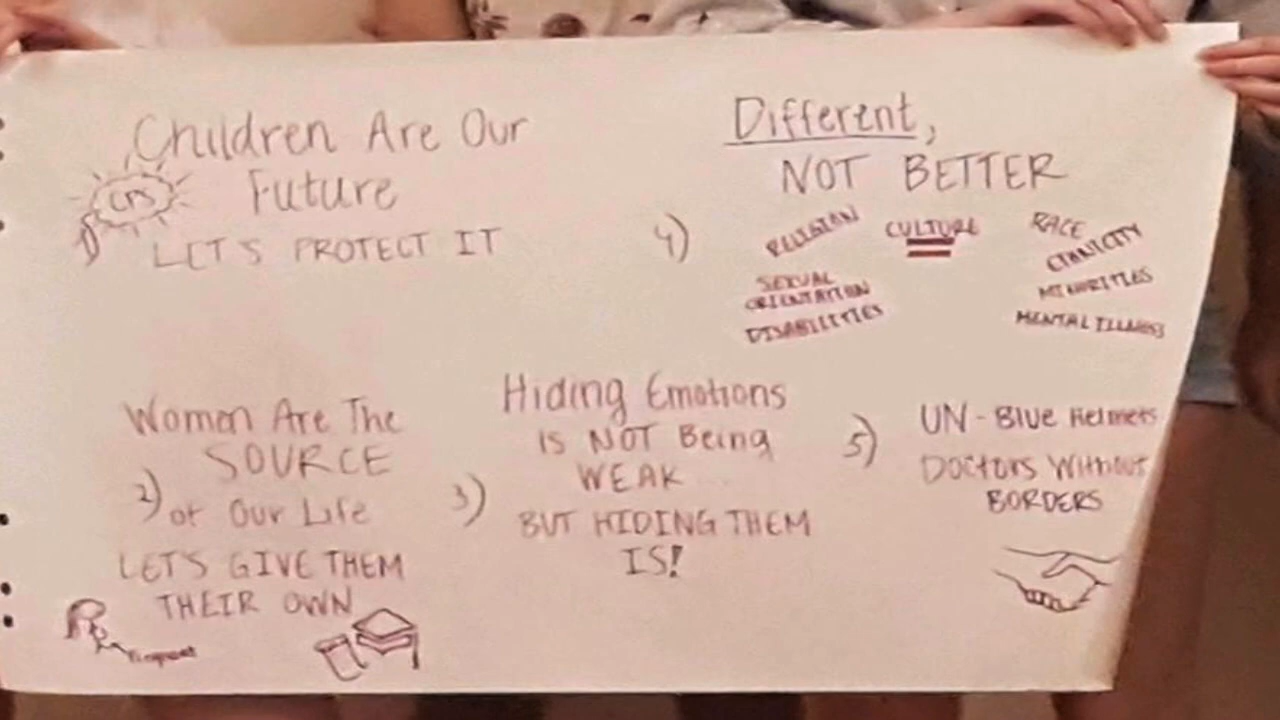 Children Are Our
Future
LET'S PROTECT IT
CPS
4)
Different,
NOT BETTER
RELIGION
CULTURE
RACE
ETHNICITY
MINORITIES
MENTAL ILLNESS
SEXUAL
ORIENTATION
DISABILITIES
2)
Women Are The
SOURCE
of Our Life
LET'S GIVE THEM
THEIR OWN
3)
Hiding Emotions
is NOT Being
WEAK
BUT HIDING THEM
IS!
5)
UN - Blue Helmets
Doctors Without
BORDERS